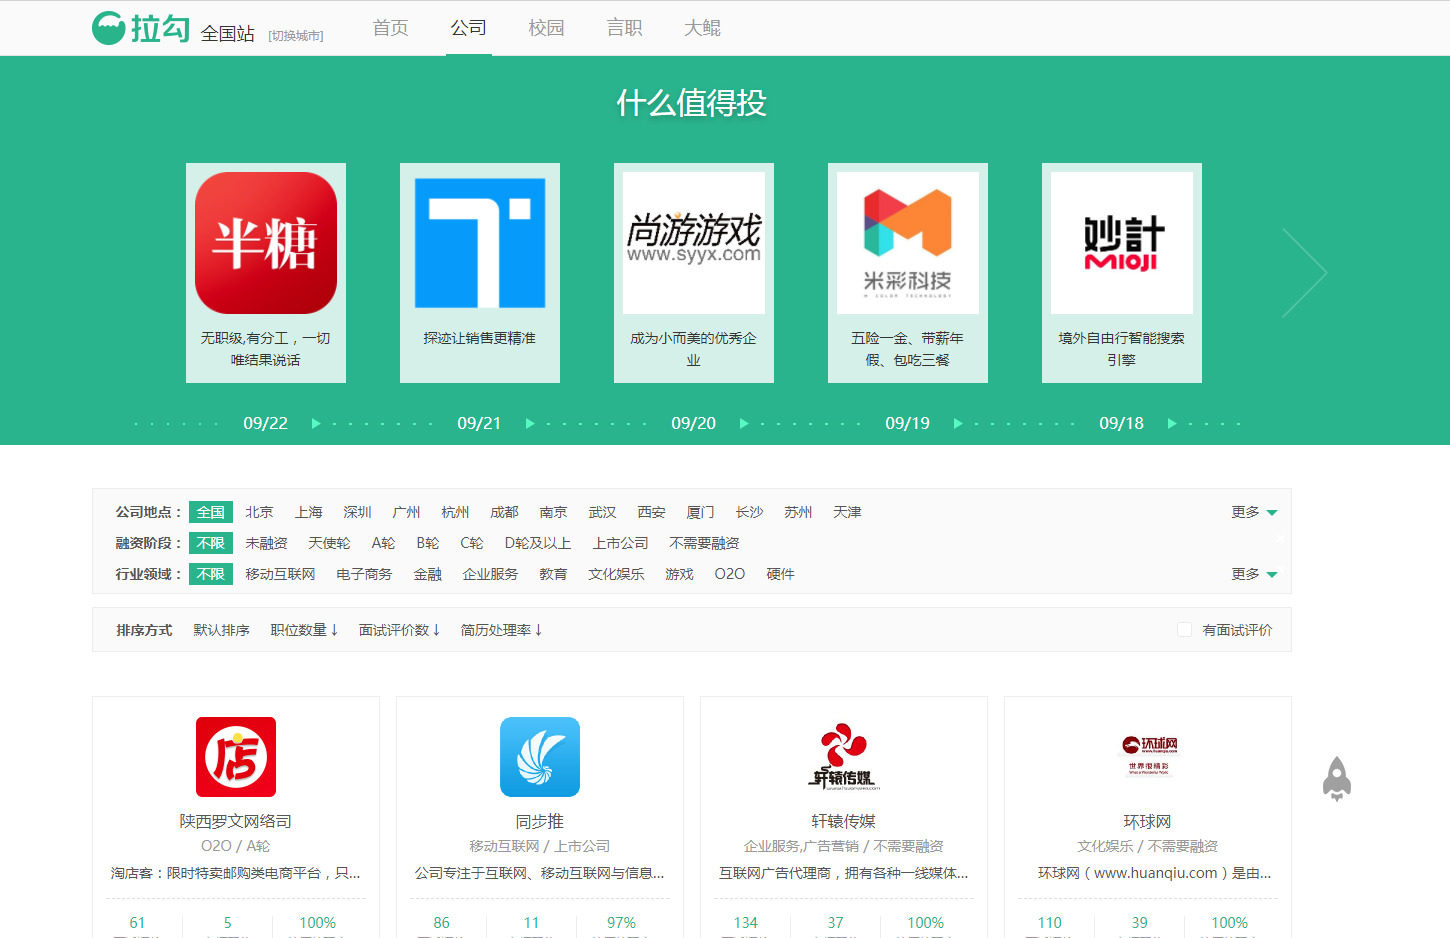 拉勾 全国站 [切换城市] 首页 公司 校园 言职 大鲲
什么值得投
半糖
尚游游戏
www.syyx.com
米彩科技
M COLOR TECHNOLOGY
妙計
MIOJI
无职级,有分工，一切
唯结果说话
探迹让销售更精准
成为小而美的优秀企
业
五险一金、带薪年
假、包吃三餐
境外自由行智能搜索
引擎
09/22 09/21 09/20 09/19 09/18
公司地点： 全国 北京 上海 深圳 广州 杭州 成都 南京 武汉 西安 厦门 长沙 苏州 天津 更多
融资阶段： 不限 未融资 天使轮 A轮 B轮 C轮 D轮及以上 上市公司 不需要融资
行业领域： 不限 移动互联网 电子商务 金融 企业服务 教育 文化娱乐 游戏 O2O 硬件 更多
排序方式 默认排序 职位数量↓ 面试评价数↓ 简历处理率↓ 有面试评价
店
轩辕传媒
环球网
www.huanqiu.com
世界很精彩
What a Wonderful World
陕西罗文网络司 同步推 轩辕传媒 环球网
O2O / A轮 移动互联网 / 上市公司 企业服务,广告营销 / 不需要融资 文化娱乐 / 不需要融资
淘店客：限时特卖邮购类电商平台，只... 公司专注于互联网、移动互联网与信息... 互联网广告代理商，拥有各种一线媒体... 环球网（www.huanqiu.com）是由...
61 5 100% 86 11 97% 134 37 100% 110 39 100%